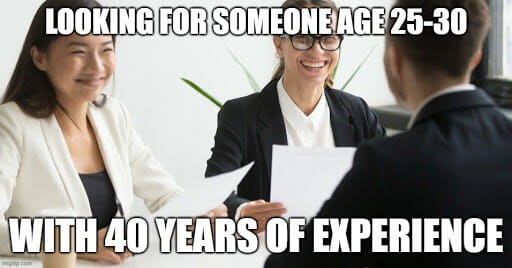 LOOKING FOR SOMEONE AGE 25-30
WITH 40 YEARS OF EXPERIENCE
imgflip.com